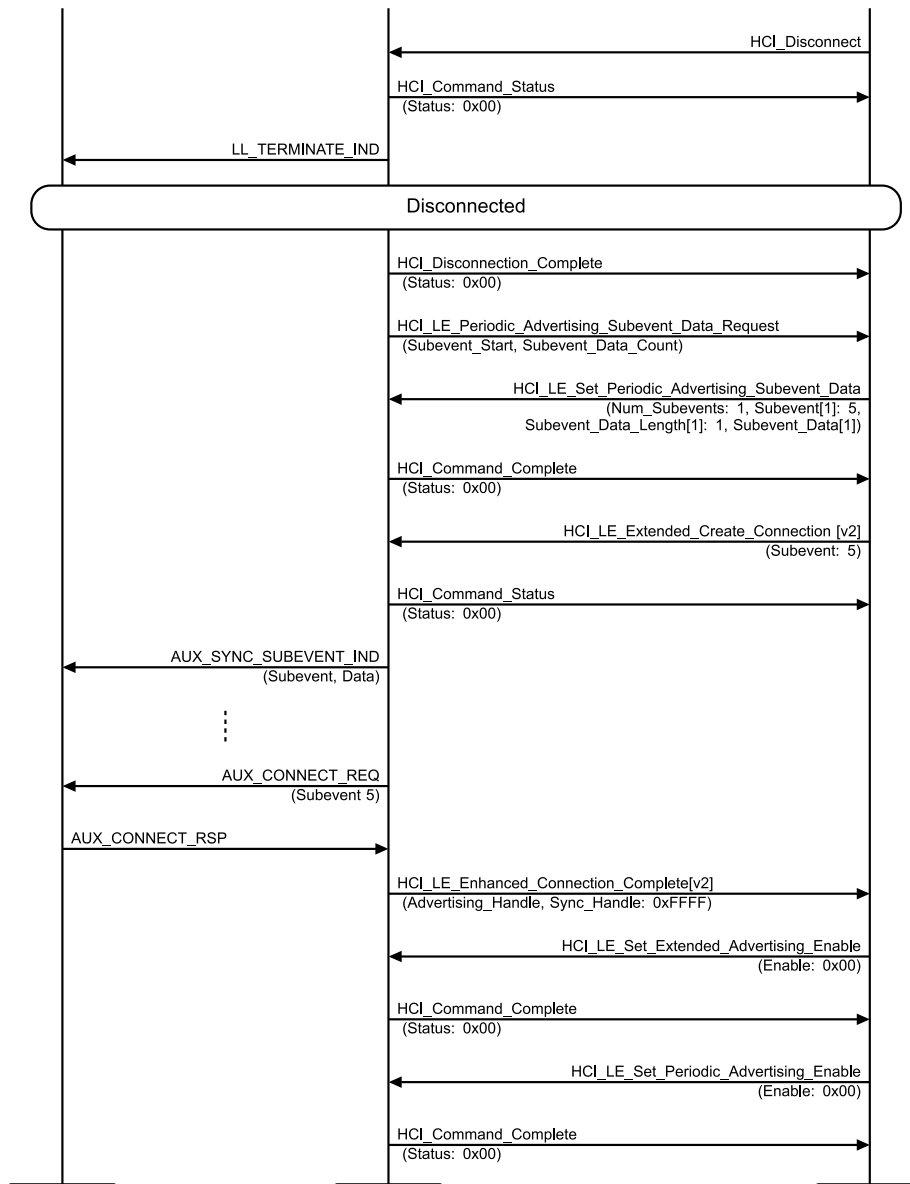 HCI_Disconnect
HCI_Command_Status
(Status: 0x00)
LL_TERMINATE_IND
Disconnected
HCI_Disconnection_Complete
(Status: 0x00)
HCI_LE_Periodic_Advertising_Subevent_Data_Request
(Subevent_Start, Subevent_Data_Count)
HCI_LE_Set_Periodic_Advertising_Subevent_Data
(Num_Subevents: 1, Subevent[1]: 5,
Subevent_Data_Length[1]: 1, Subevent_Data[1])
HCI_Command_Complete
(Status: 0x00)
HCI_LE_Extended_Create_Connection [v2]
(Subevent: 5)
HCI_Command_Status
(Status: 0x00)
AUX_SYNC_SUBEVENT_IND
(Subevent, Data)
AUX_CONNECT_REQ
(Subevent 5)
AUX_CONNECT_RSP
HCI_LE_Enhanced_Connection_Complete[v2]
(Advertising_Handle, Sync_Handle: 0xFFFF)
HCI_LE_Set_Extended_Advertising_Enable
(Enable: 0x00)
HCI_Command_Complete
(Status: 0x00)
HCI_LE_Set_Periodic_Advertising_Enable
(Enable: 0x00)
HCI_Command_Complete
(Status: 0x00)